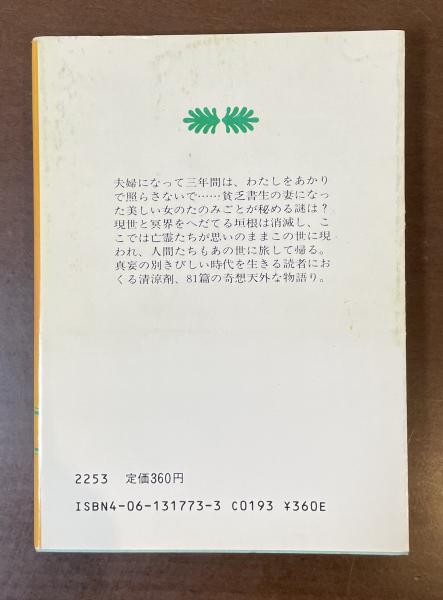 夫婦になって三年間は、わたしをあかり
で照らさないで……貧乏書生の妻になっ
た美しい女のたのみごとが秘める謎は？
現世と冥界をへだてる垣根は消滅し、こ
こでは亡霊たちが思いのままこの世に現
われ、人間たちもあの世に旅して帰る。
真妄の別きびしい時代を生きる読者にお
くる清涼剤、81篇の奇想天外な物語り。
2253 定価360円
ISBN4-06-131773-3 C0193 ¥360E